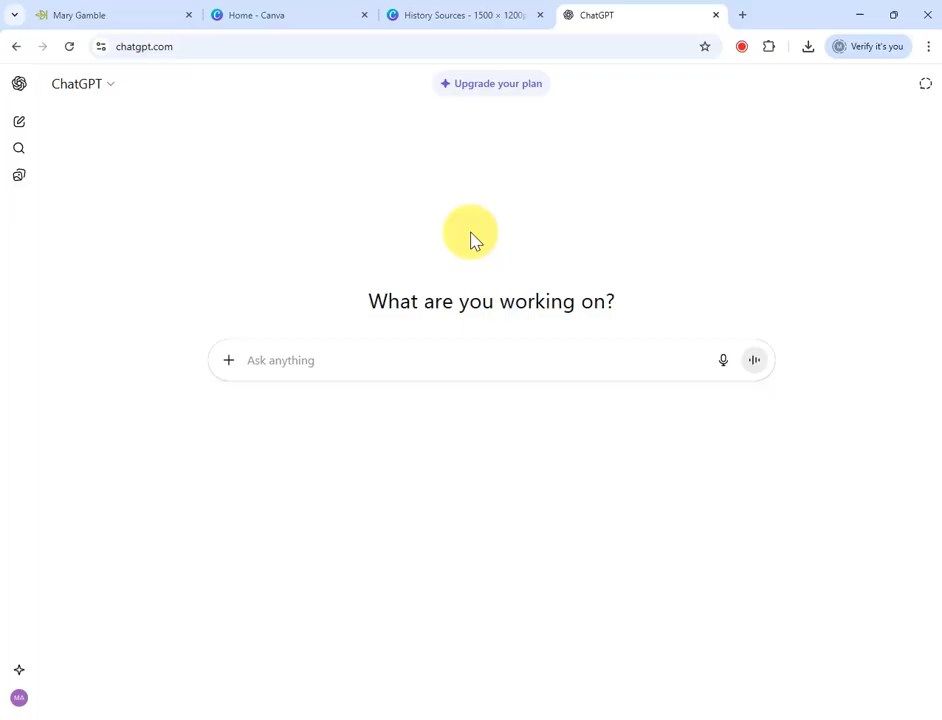 Mary Gamble
Home - Canva
History Sources - 1500 × 1200p
ChatGPT
chatgpt.com
Verify it's you
ChatGPT
Upgrade your plan
What are you working on?
Ask anything
MA